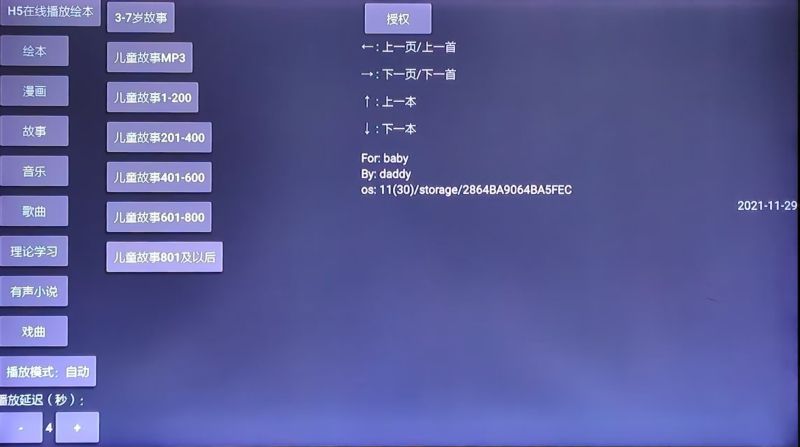 H5在线播放绘本
绘本
漫画
故事
音乐
歌曲
理论学习
有声小说
戏曲
播放模式：自动
播放延迟（秒）：
- 4 +
3-7岁故事
儿童故事MP3
儿童故事1-200
儿童故事201-400
儿童故事401-600
儿童故事601-800
儿童故事801及以后
授权
←：上一页/上一首
→：下一页/下一首
↑：上一本
↓：下一本
For: baby
By: daddy
os: 11(30)/storage/2864BA9064BA5FEC
2021-11-29